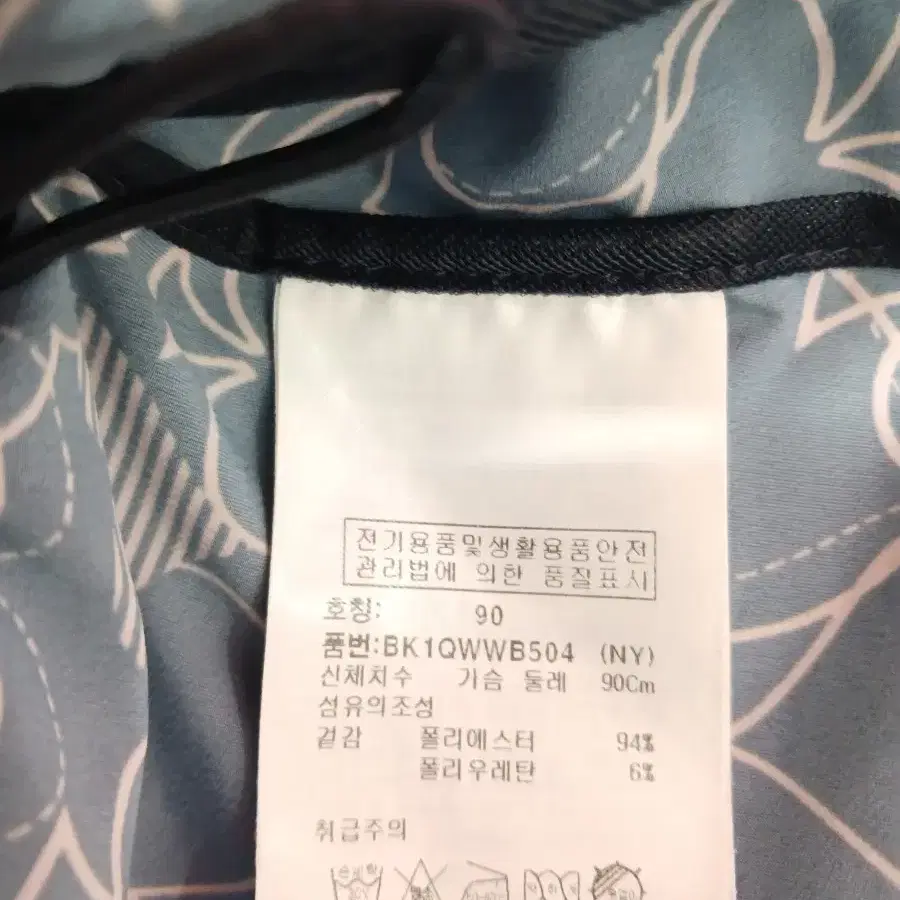 전기용품및생활용품안전
관리법에 의한 품질표시
호칭: 90
품번:BK1QWWB504 (NY)
신체치수 가슴 둘레 90Cm
섬유의조성
겉감 폴리에스터 94%
폴리우레탄 6%
취급주의
손세탁